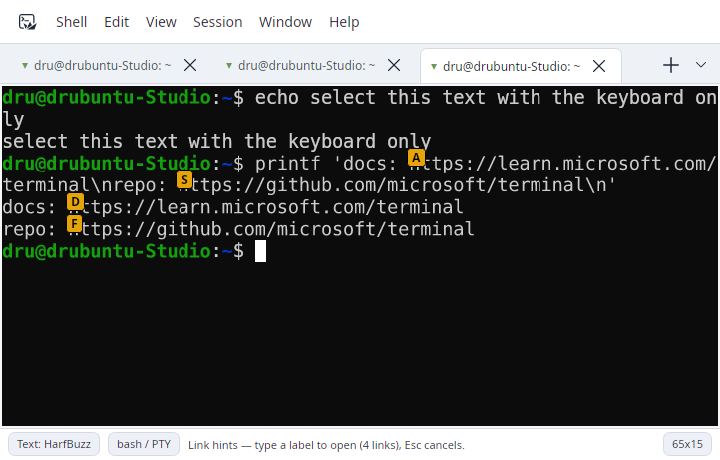 Shell Edit View Session Window Help
dru@drubuntu-Studio: ~ dru@drubuntu-Studio: ~ dru@drubuntu-Studio: ~
dru@drubuntu-Studio:~$ echo select this text with the keyboard on
ly
select this text with the keyboard only
dru@drubuntu-Studio:~$ printf 'docs: A ttps://learn.microsoft.com/
terminal\nrepo: S ttps://github.com/microsoft/terminal\n'
docs: D ttps://learn.microsoft.com/terminal
repo: F ttps://github.com/microsoft/terminal
dru@drubuntu-Studio:~$
Text: HarfBuzz bash / PTY Link hints — type a label to open (4 links), Esc cancels. 65x15